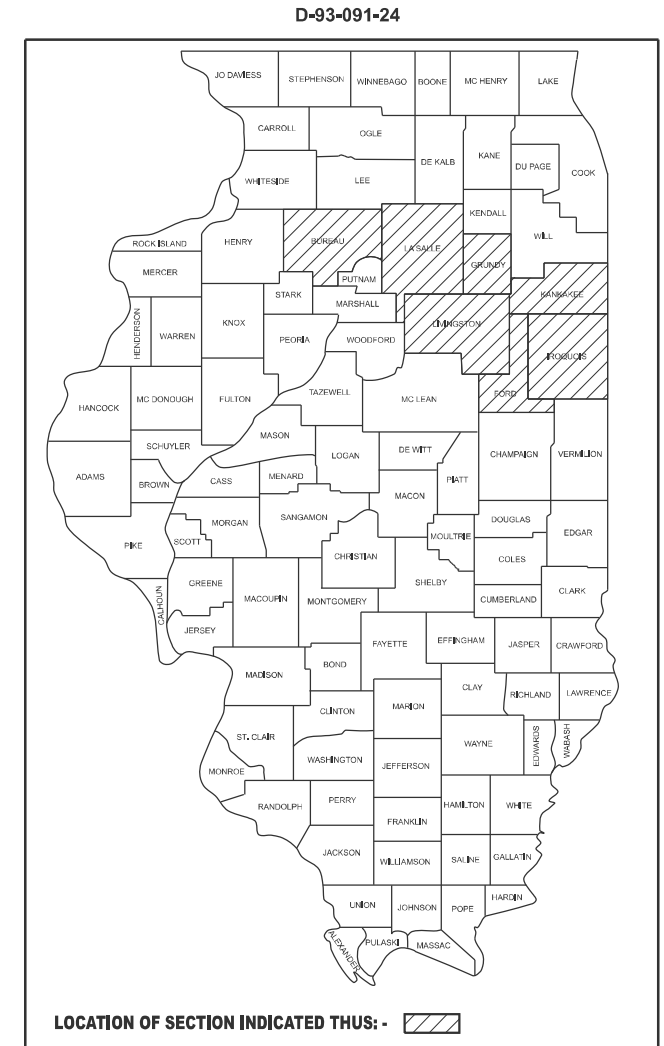 D-93-091-24
JO DAVIESS
STEPHENSON
WINNEBAGO
BOONE
MC HENRY
LAKE
CARROLL
OGLE
DE KALB
KANE
DU PAGE
COOK
WHITESIDE
LEE
KENDALL
WILL
ROCK ISLAND
HENRY
BUREAU
LA SALLE
GRUNDY
MERCER
PUTNAM
KANKAKEE
STARK
MARSHALL
HENDERSON
WARREN
KNOX
PEORIA
WOODFORD
LIVINGSTON
IROQUOIS
HANCOCK
MC DONOUGH
FULTON
TAZEWELL
MC LEAN
FORD
SCHUYLER
MASON
LOGAN
DE WITT
CHAMPAIGN
VERMILION
ADAMS
BROWN
CASS
MENARD
MACON
PIATT
PIKE
SCOTT
MORGAN
SANGAMON
CHRISTIAN
MOULTRIE
DOUGLAS
EDGAR
COLES
CALHOUN
GREENE
MACOUPIN
MONTGOMERY
SHELBY
CUMBERLAND
CLARK
JERSEY
FAYETTE
EFFINGHAM
JASPER
CRAWFORD
MADISON
BOND
CLAY
RICHLAND
LAWRENCE
CLINTON
MARION
ST. CLAIR
WAYNE
EDWARDS
WABASH
MONROE
WASHINGTON
JEFFERSON
RANDOLPH
PERRY
HAMILTON
WHITE
FRANKLIN
JACKSON
WILLIAMSON
SALINE
GALLATIN
UNION
JOHNSON
POPE
HARDIN
ALEXANDER
PULASKI
MASSAC
LOCATION OF SECTION INDICATED THUS: -